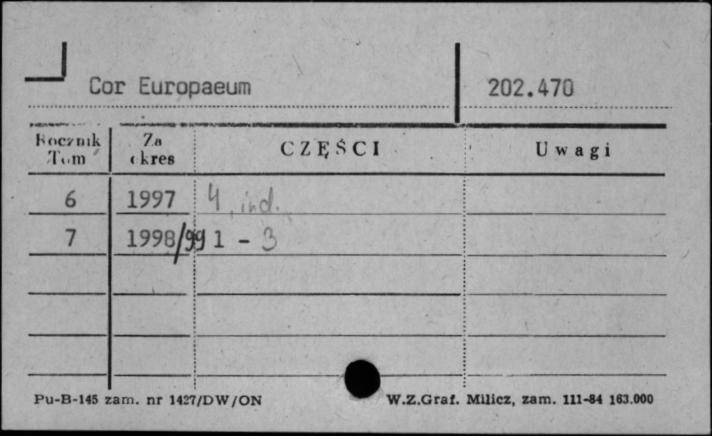 Cor Europaeum 202.470
Rocznik Tom Za okres CZĘŚCI Uwagi
6 1997 4, ind.
7 1998/99 1 - 3
Pu-B-145 zam. nr 1427/DW/ON W.Z.Graf. Milicz, zam. 111-84 163.000